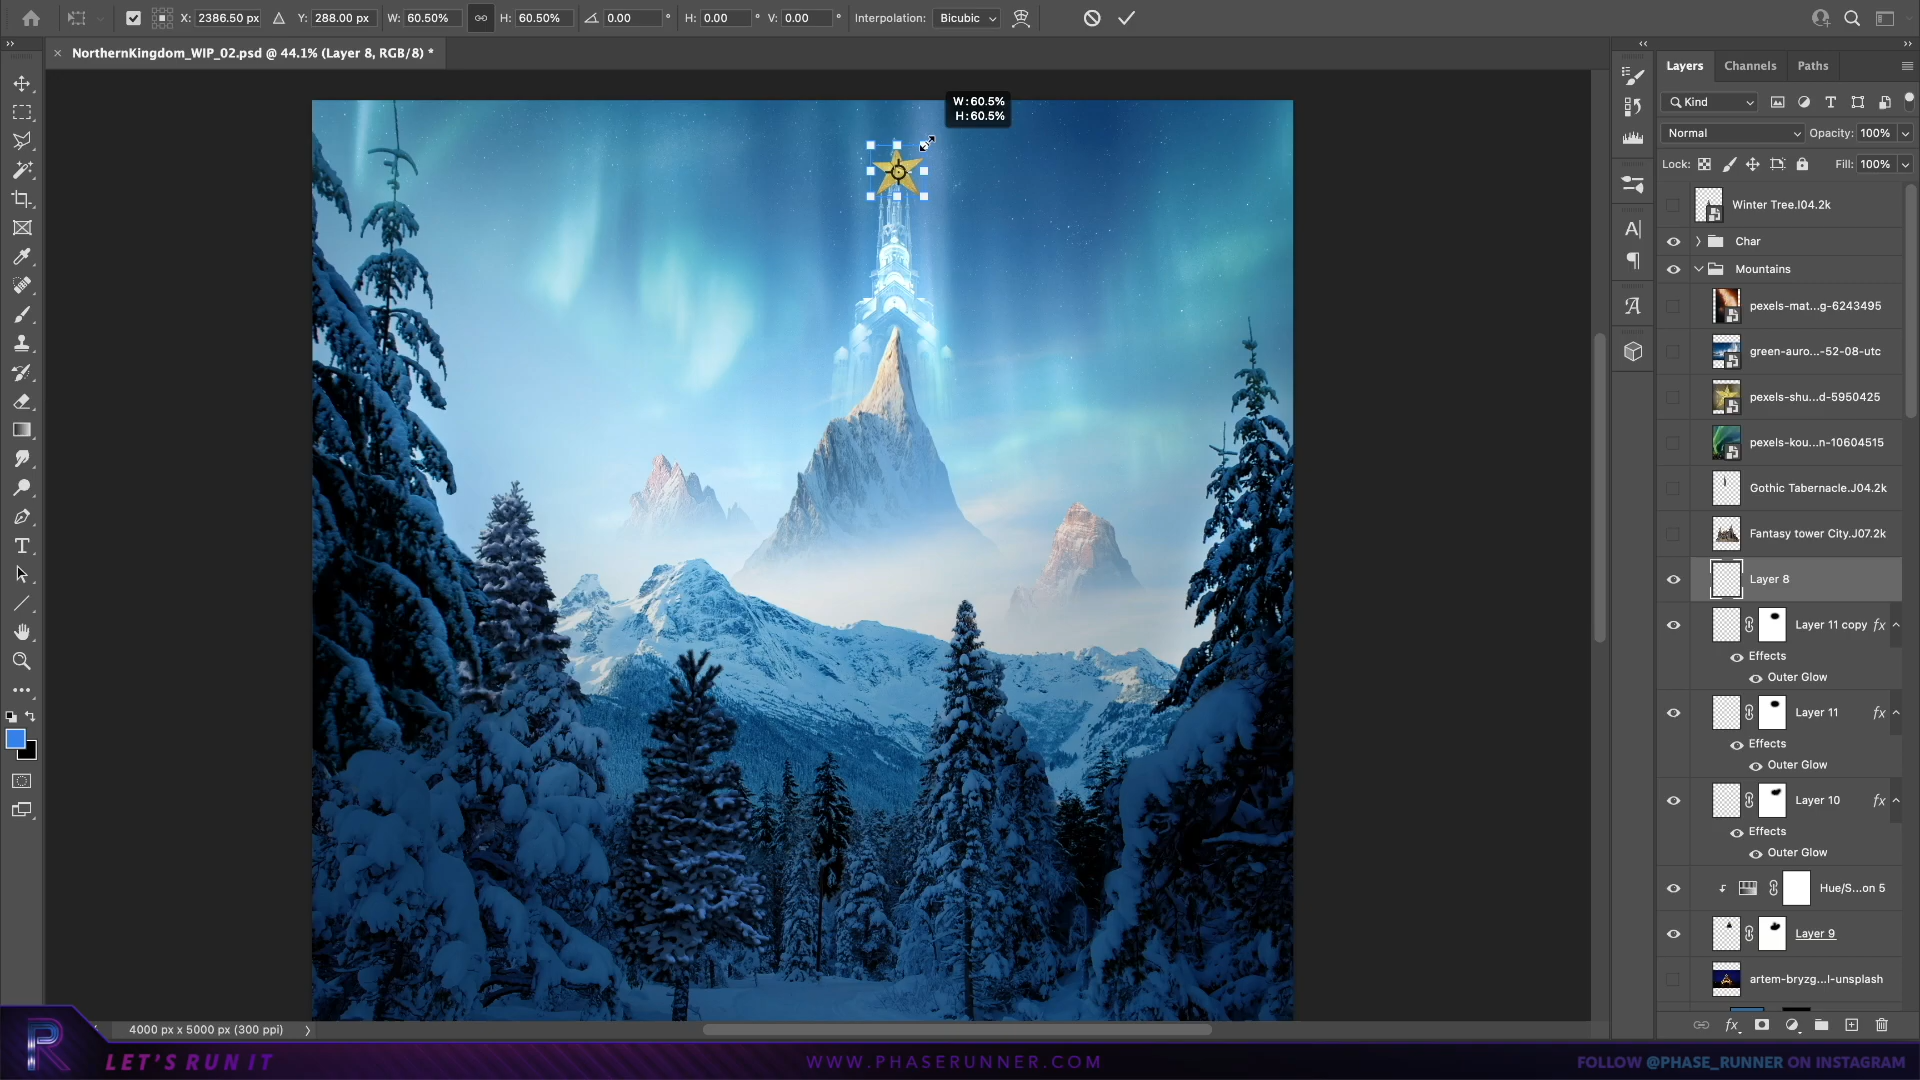 X: 2386.50 px Y: 288.00 px W: 60.50% H: 60.50% 0.00 ° H: 0.00 ° V: 0.00 ° Interpolation: Bicubic
NorthernKingdom_WIP_02.psd @ 44.1% (Layer 8, RGB/8) *
W: 60.5%
H: 60.5%
Layers Channels Paths
Kind
Normal Opacity: 100%
Lock: Fill: 100%
Winter Tree.I04.2k
Char
Mountains
pexels-mat...g-6243495
green-auro...-52-08-utc
pexels-shu...d-5950425
pexels-kou...n-10604515
Gothic Tabernacle.J04.2k
Fantasy tower City.J07.2k
Layer 8
Layer 11 copy fx
Effects
Outer Glow
Layer 11 fx
Effects
Outer Glow
Layer 10 fx
Effects
Outer Glow
Hue/S...on 5
Layer 9
artem-bryzg...l-unsplash
4000 px x 5000 px (300 ppi)
R LET'S RUN IT
WWW.PHASERUNNER.COM
FOLLOW @PHASE_RUNNER ON INSTAGRAM